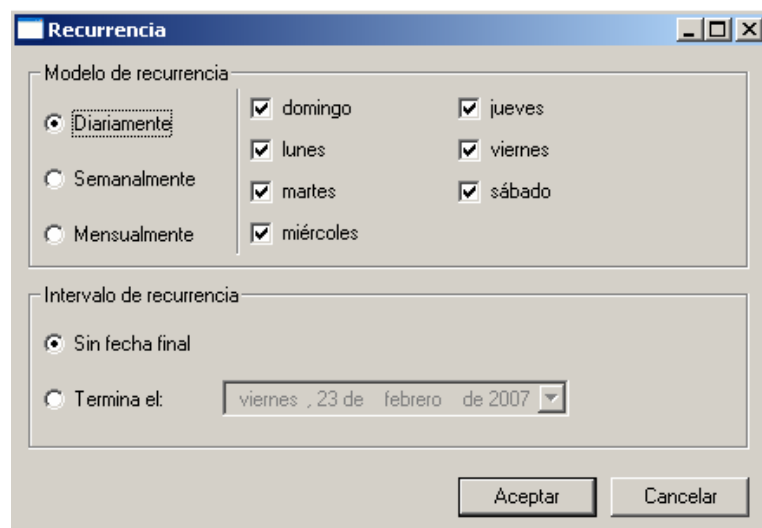 Recurrencia
Modelo de recurrencia
Diariamente
Semanalmente
Mensualmente
domingo
lunes
martes
miércoles
jueves
viernes
sábado
Intervalo de recurrencia
Sin fecha final
Termina el:
viernes , 23 de febrero de 2007
Aceptar
Cancelar